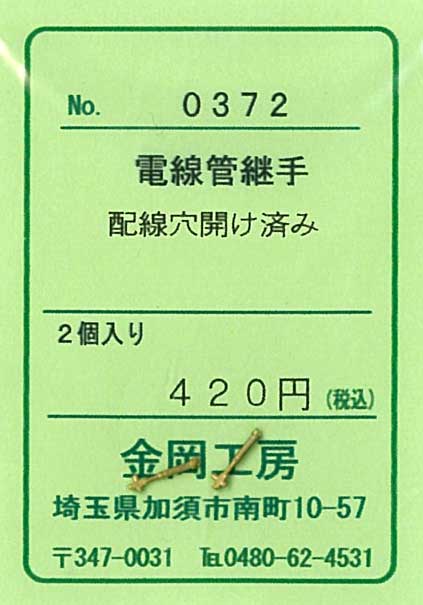 No. 0372
電線管継手
配線穴開け済み
2個入り
420円(税込)
金岡工房
埼玉県加須市南町10-57
〒347-0031 ℡0480-62-4531